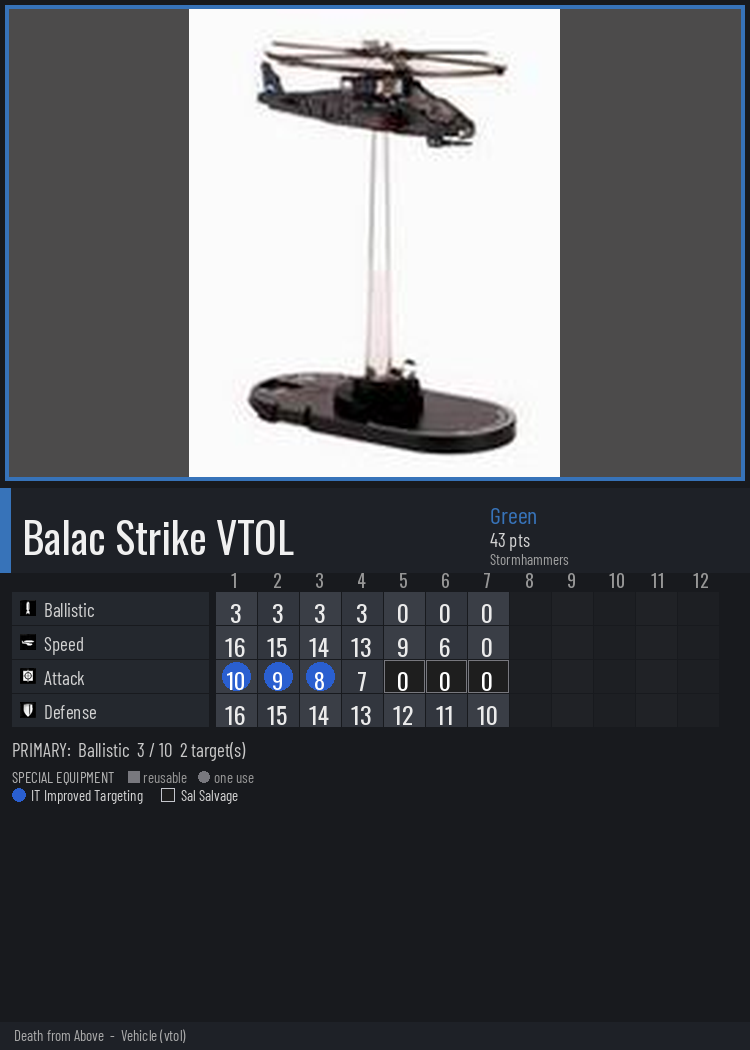 Balac Strike VTOL
Green
43 pts
Stormhammers
1 2 3 4 5 6 7 8 9 10 11 12
Ballistic 3 3 3 3 0 0 0
Speed 16 15 14 13 9 6 0
Attack 10 9 8 7 0 0 0
Defense 16 15 14 13 12 11 10
PRIMARY: Ballistic 3 / 10 2 target(s)
SPECIAL EQUIPMENT reusable one use
IT Improved Targeting Sal Salvage
Death from Above - Vehicle (vtol)